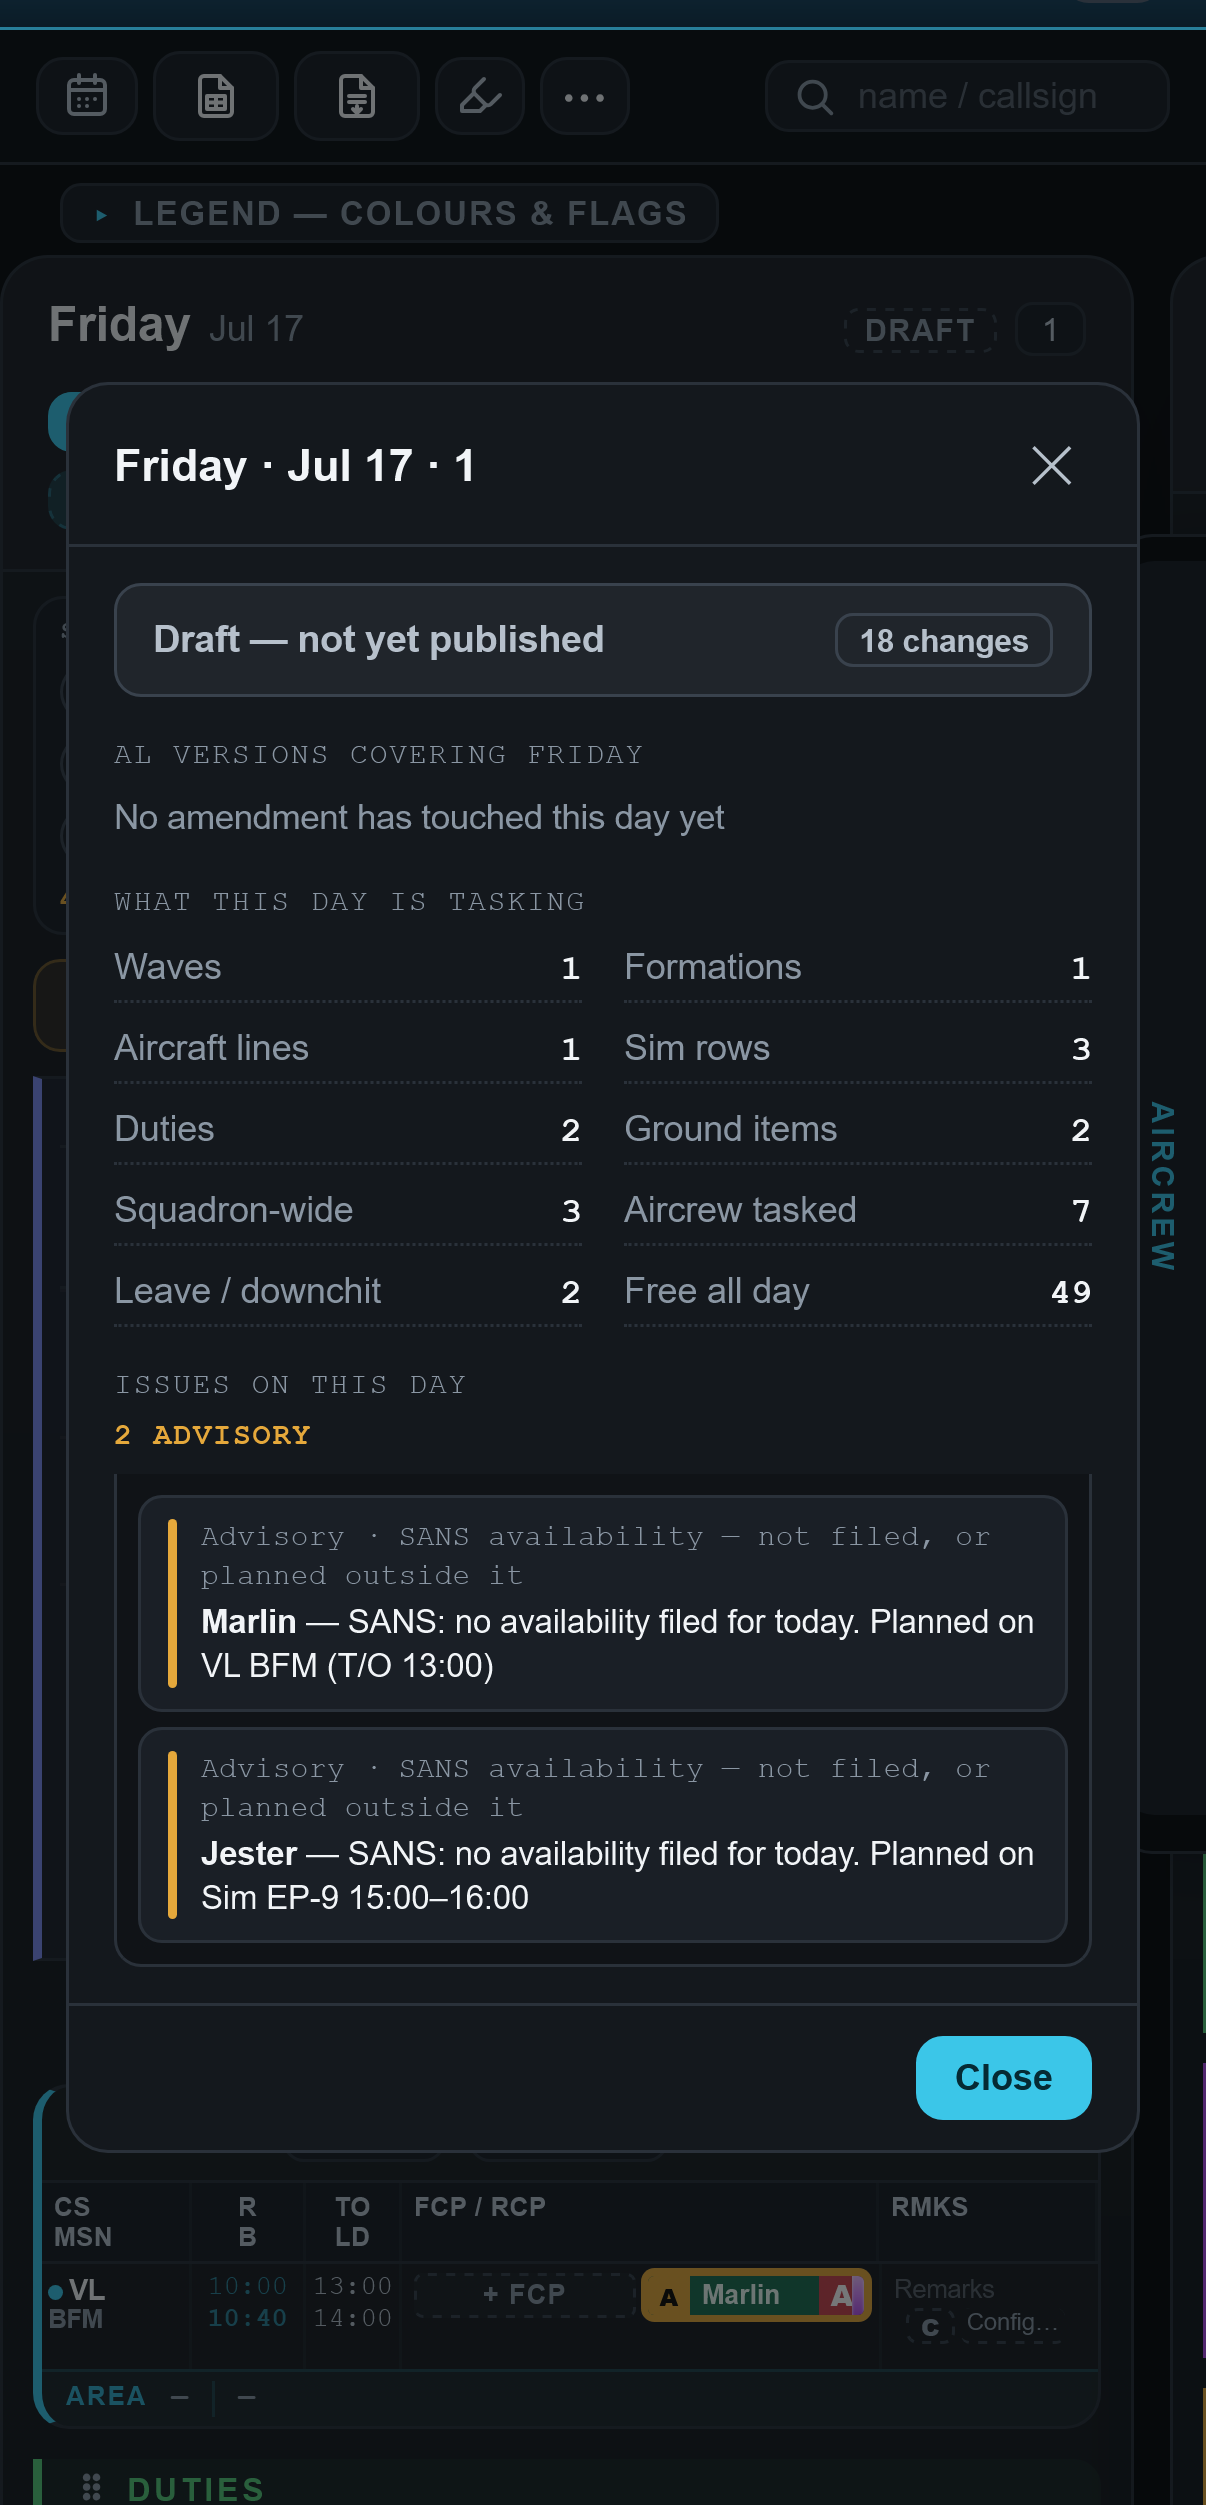 name / callsign
LEGEND — COLOURS & FLAGS
Friday Jul 17
DRAFT 1
Friday · Jul 17 · 1
Draft — not yet published
18 changes
AL VERSIONS COVERING FRIDAY
No amendment has touched this day yet
WHAT THIS DAY IS TASKING
Waves 1 Formations 1
Aircraft lines 1 Sim rows 3
Duties 2 Ground items 2
Squadron-wide 3 Aircrew tasked 7
Leave / downchit 2 Free all day 49
AIRCREW
ISSUES ON THIS DAY
2 ADVISORY
Advisory · SANS availability — not filed, or
planned outside it
Marlin — SANS: no availability filed for today. Planned on
VL BFM (T/O 13:00)
Advisory · SANS availability — not filed, or
planned outside it
Jester — SANS: no availability filed for today. Planned on
Sim EP-9 15:00–16:00
Close
CS R TO FCP / RCP RMKS
MSN B LD
VL 10:00 13:00 + FCP A Marlin A Remarks
BFM 10:40 14:00 C Config…
AREA — —
DUTIES